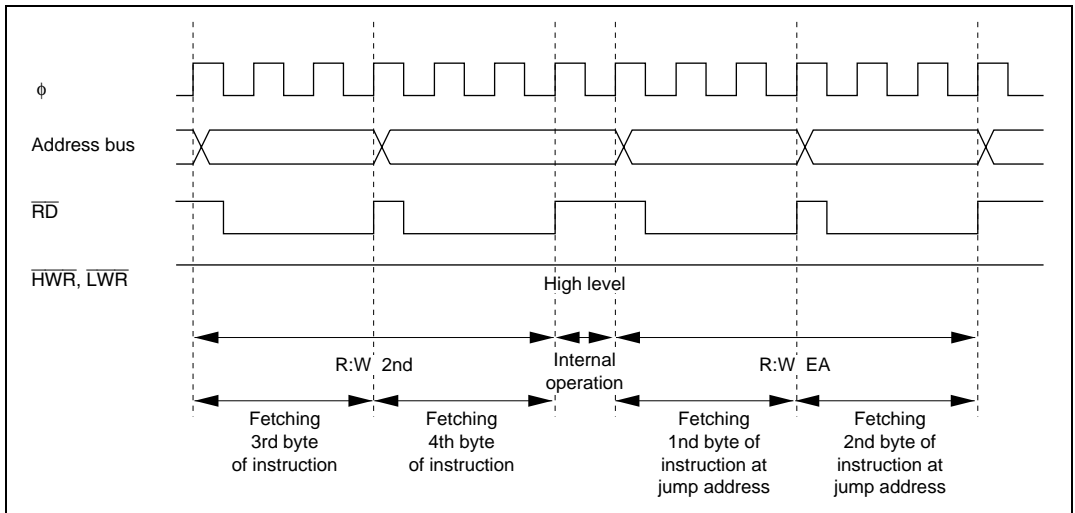 ϕ
Address bus
RD
HWR, LWR
High level
R:W 2nd
Internal
operation
R:W EA
Fetching
3rd byte
of instruction
Fetching
4th byte
of instruction
Fetching
1nd byte of
instruction at
jump address
Fetching
2nd byte of
instruction at
jump address